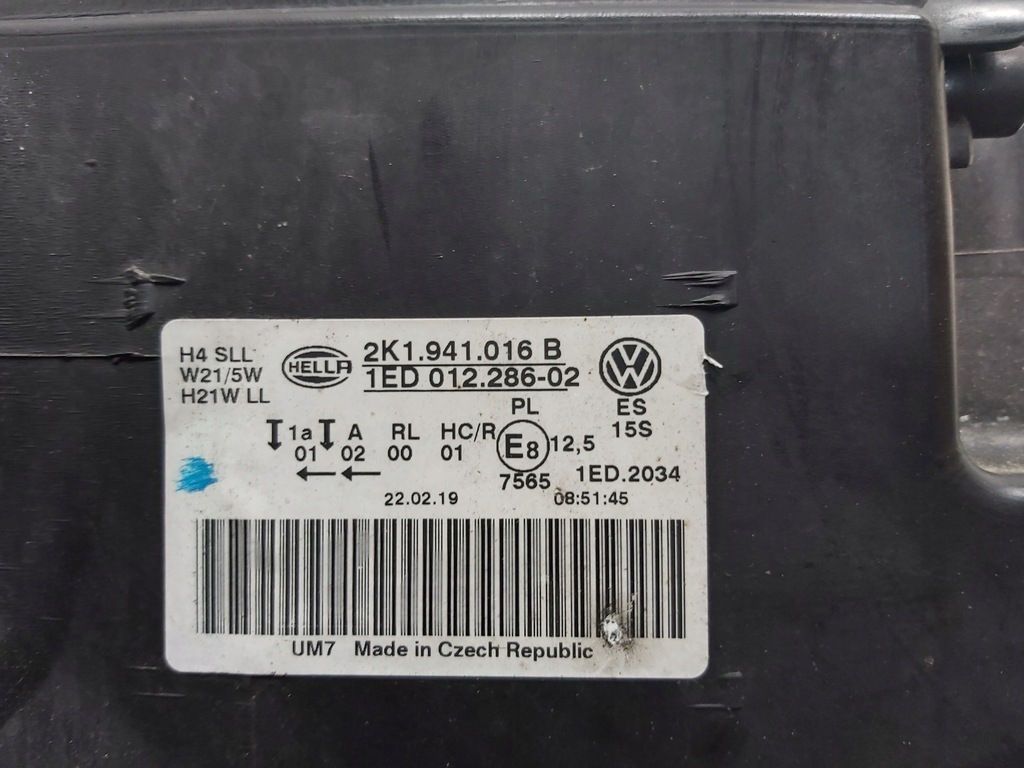 H4 SLL
W21/5W
H21W LL
HELLA
2K1.941.016 B
1ED 012.286-02
VW
PL
ES
15S
1a A RL HC/R
01 02 00 01
E8
12,5
7565
1ED.2034
22.02.19 08:51:45
UM7 Made in Czech Republic